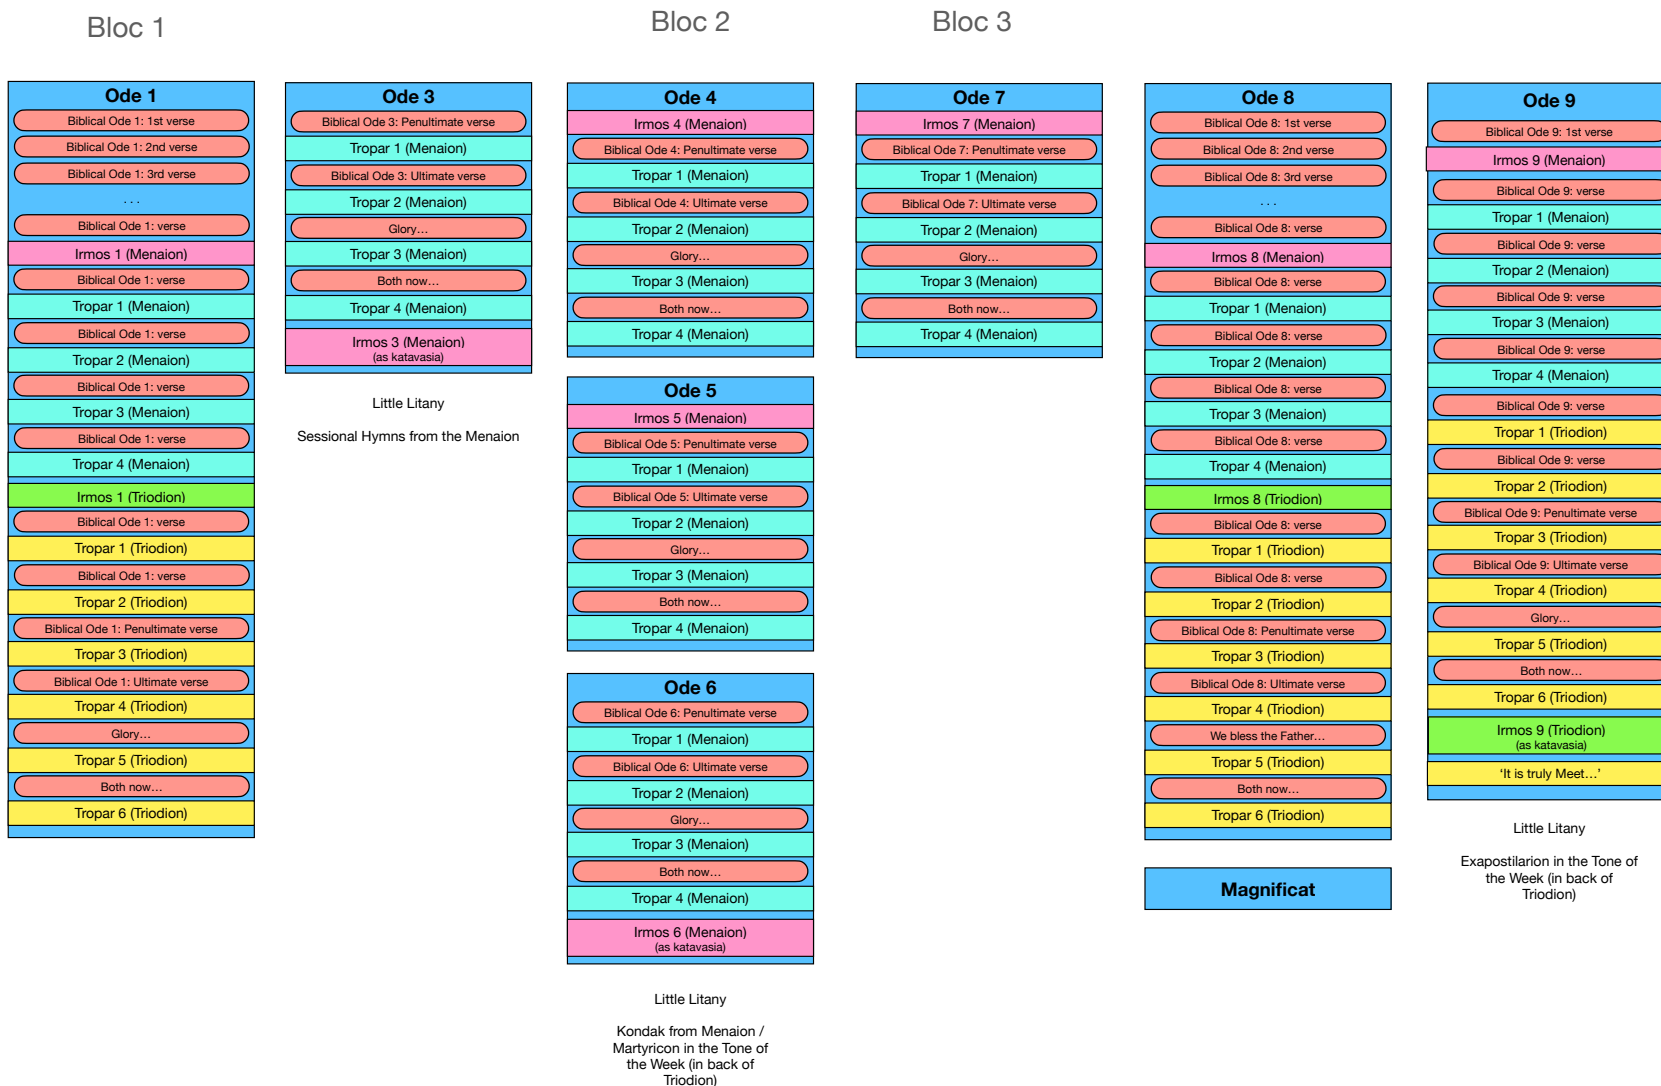 Bloc 1
Bloc 2
Bloc 3
Ode 1
Biblical Ode 1: 1st verse
Biblical Ode 1: 2nd verse
Biblical Ode 1: 3rd verse
. . .
Biblical Ode 1: verse
Irmos 1 (Menaion)
Biblical Ode 1: verse
Tropar 1 (Menaion)
Biblical Ode 1: verse
Tropar 2 (Menaion)
Biblical Ode 1: verse
Tropar 3 (Menaion)
Biblical Ode 1: verse
Tropar 4 (Menaion)
Irmos 1 (Triodion)
Biblical Ode 1: verse
Tropar 1 (Triodion)
Biblical Ode 1: verse
Tropar 2 (Triodion)
Biblical Ode 1: Penultimate verse
Tropar 3 (Triodion)
Biblical Ode 1: Ultimate verse
Tropar 4 (Triodion)
Glory…
Tropar 5 (Triodion)
Both now…
Tropar 6 (Triodion)
Ode 3
Biblical Ode 3: Penultimate verse
Tropar 1 (Menaion)
Biblical Ode 3: Ultimate verse
Tropar 2 (Menaion)
Glory…
Tropar 3 (Menaion)
Both now…
Tropar 4 (Menaion)
Irmos 3 (Menaion)
(as katavasia)
Little Litany
Sessional Hymns from the Menaion
Ode 4
Irmos 4 (Menaion)
Biblical Ode 4: Penultimate verse
Tropar 1 (Menaion)
Biblical Ode 4: Ultimate verse
Tropar 2 (Menaion)
Glory…
Tropar 3 (Menaion)
Both now…
Tropar 4 (Menaion)
Ode 5
Irmos 5 (Menaion)
Biblical Ode 5: Penultimate verse
Tropar 1 (Menaion)
Biblical Ode 5: Ultimate verse
Tropar 2 (Menaion)
Glory…
Tropar 3 (Menaion)
Both now…
Tropar 4 (Menaion)
Ode 6
Biblical Ode 6: Penultimate verse
Tropar 1 (Menaion)
Biblical Ode 6: Ultimate verse
Tropar 2 (Menaion)
Glory…
Tropar 3 (Menaion)
Both now…
Tropar 4 (Menaion)
Irmos 6 (Menaion)
(as katavasia)
Little Litany
Kondak from Menaion /
Martyricon in the Tone of
the Week (in back of
Triodion)
Ode 7
Irmos 7 (Menaion)
Biblical Ode 7: Penultimate verse
Tropar 1 (Menaion)
Biblical Ode 7: Ultimate verse
Tropar 2 (Menaion)
Glory…
Tropar 3 (Menaion)
Both now…
Tropar 4 (Menaion)
Ode 8
Biblical Ode 8: 1st verse
Biblical Ode 8: 2nd verse
Biblical Ode 8: 3rd verse
. . .
Biblical Ode 8: verse
Irmos 8 (Menaion)
Biblical Ode 8: verse
Tropar 1 (Menaion)
Biblical Ode 8: verse
Tropar 2 (Menaion)
Biblical Ode 8: verse
Tropar 3 (Menaion)
Biblical Ode 8: verse
Tropar 4 (Menaion)
Irmos 8 (Triodion)
Biblical Ode 8: verse
Tropar 1 (Triodion)
Biblical Ode 8: verse
Tropar 2 (Triodion)
Biblical Ode 8: Penultimate verse
Tropar 3 (Triodion)
Biblical Ode 8: Ultimate verse
Tropar 4 (Triodion)
We bless the Father…
Tropar 5 (Triodion)
Both now…
Tropar 6 (Triodion)
Magnificat
Ode 9
Biblical Ode 9: 1st verse
Irmos 9 (Menaion)
Biblical Ode 9: verse
Tropar 1 (Menaion)
Biblical Ode 9: verse
Tropar 2 (Menaion)
Biblical Ode 9: verse
Tropar 3 (Menaion)
Biblical Ode 9: verse
Tropar 4 (Menaion)
Biblical Ode 9: verse
Tropar 1 (Triodion)
Biblical Ode 9: verse
Tropar 2 (Triodion)
Biblical Ode 9: Penultimate verse
Tropar 3 (Triodion)
Biblical Ode 9: Ultimate verse
Tropar 4 (Triodion)
Glory…
Tropar 5 (Triodion)
Both now…
Tropar 6 (Triodion)
Irmos 9 (Triodion)
(as katavasia)
‘It is truly Meet…’
Little Litany
Exapostilarion in the Tone of
the Week (in back of
Triodion)